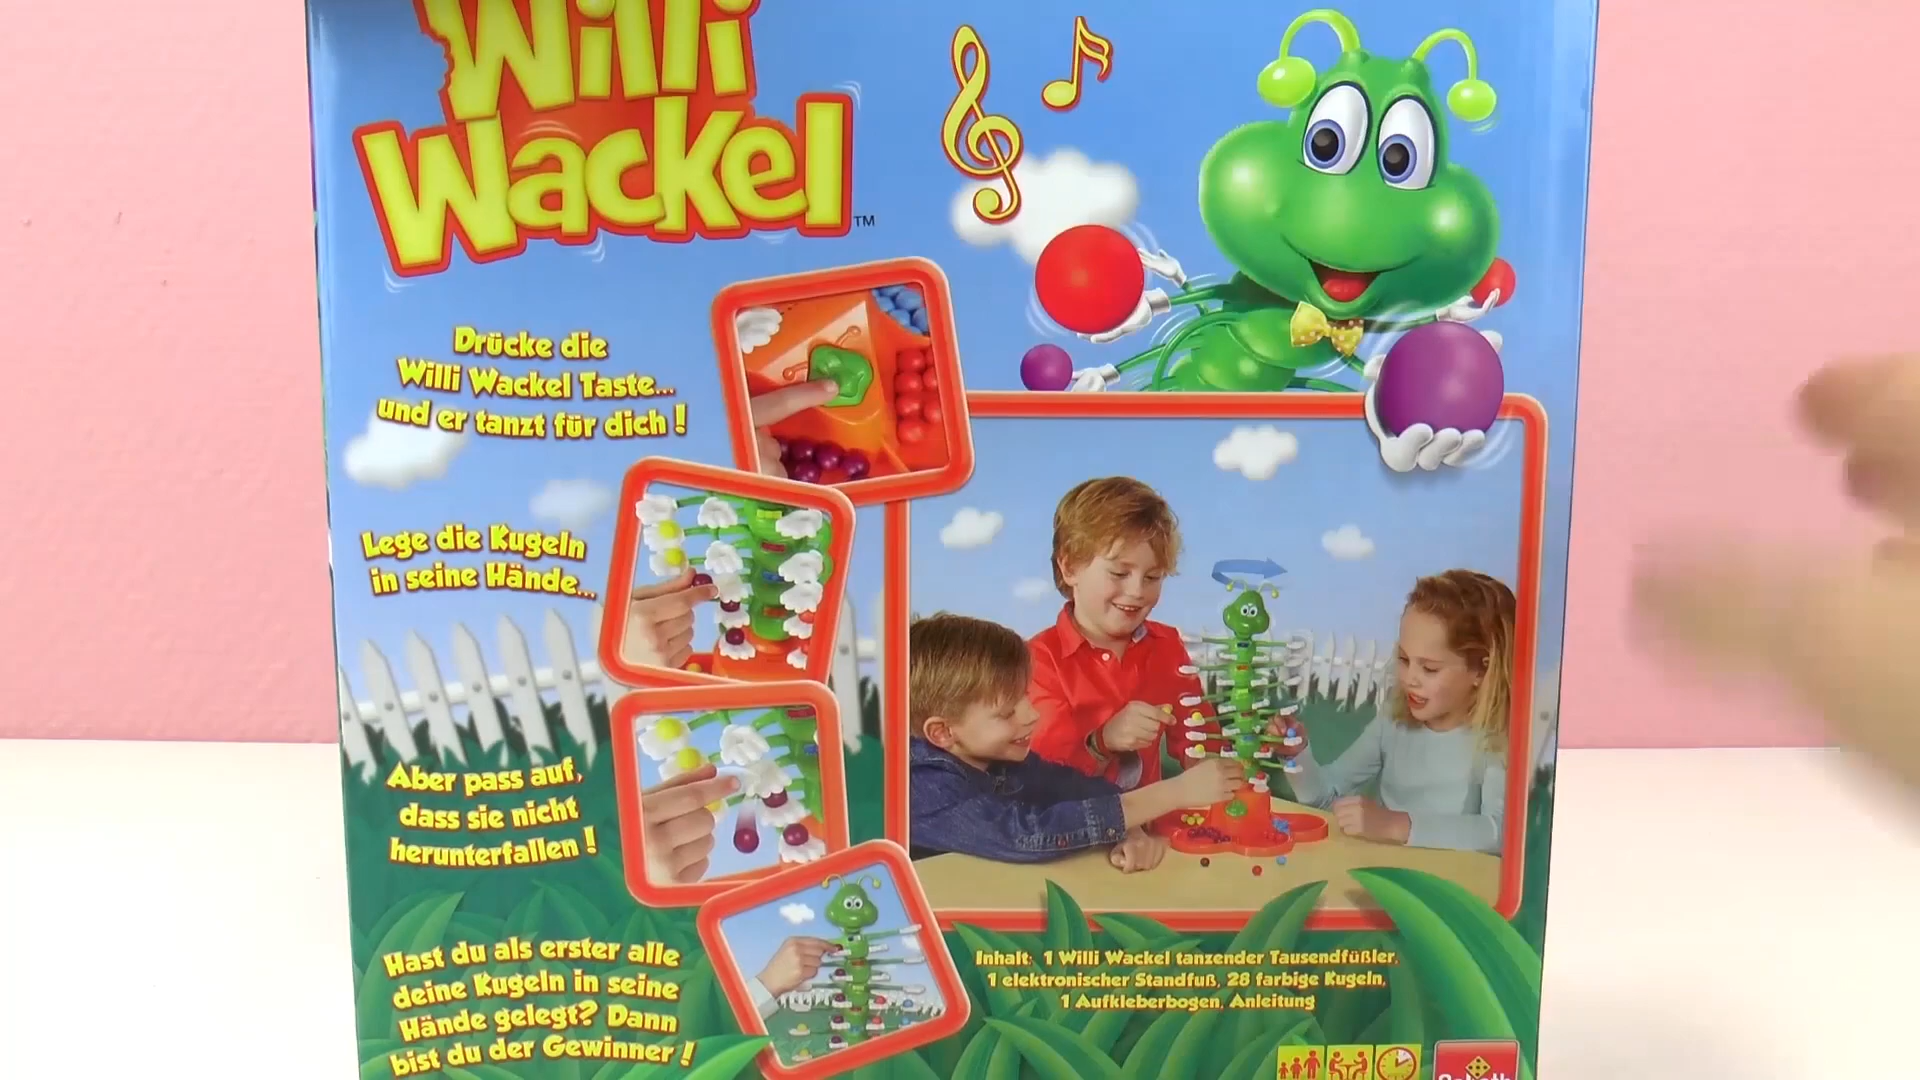 Willi
Wackel™
Drücke die
Willi Wackel Taste...
und er tanzt für dich!
Lege die Kugeln
in seine Hände...
Aber pass auf,
dass sie nicht
herunterfallen!
Hast du als erster alle
deine Kugeln in seine
Hände gelegt? Dann
bist du der Gewinner!
Inhalt: 1 Willi Wackel tanzender Tausendfüßler,
1 elektronischer Standfuß, 28 farbige Kugeln,
1 Aufkleberbogen, Anleitung